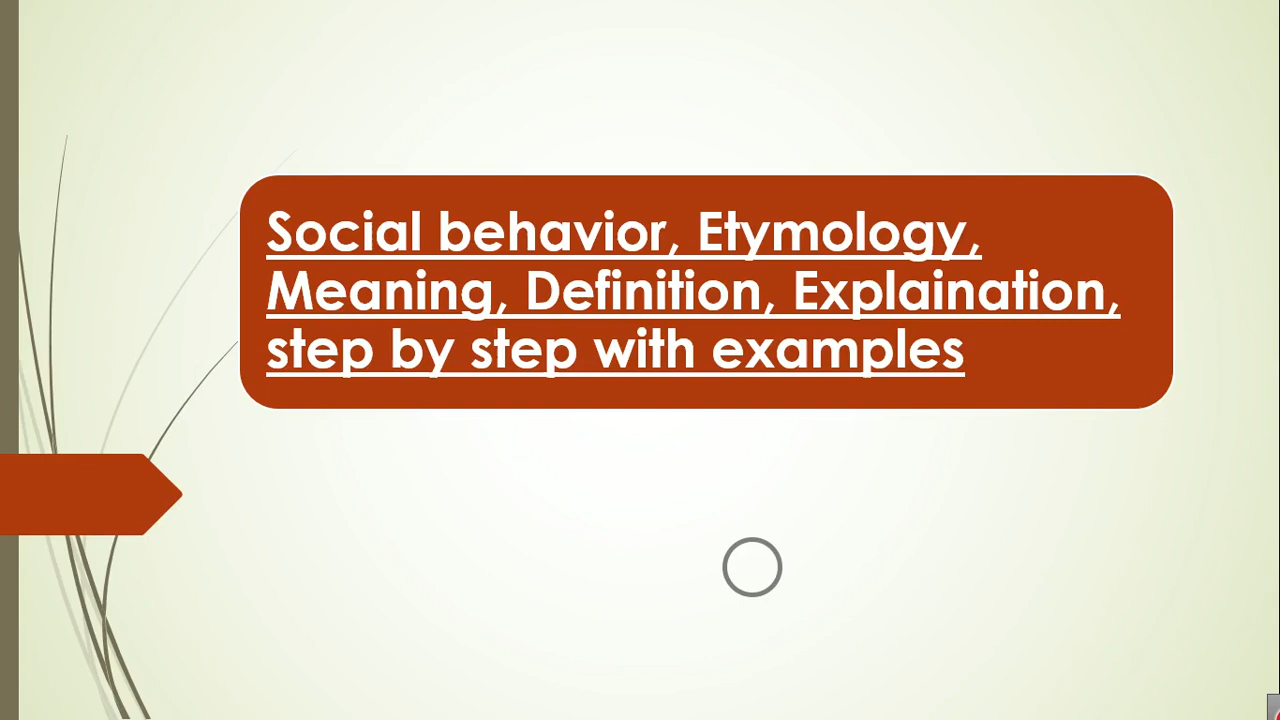 Social behavior, Etymology,
Meaning, Definition, Explaination,
step by step with examples